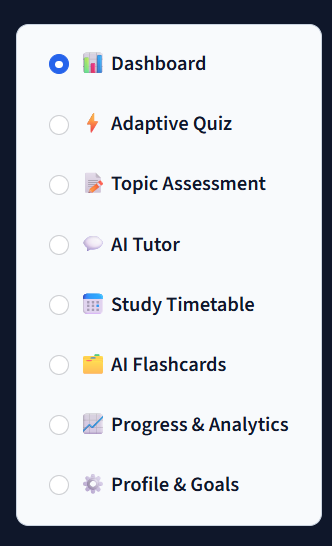 Dashboard
Adaptive Quiz
Topic Assessment
AI Tutor
Study Timetable
AI Flashcards
Progress & Analytics
Profile & Goals